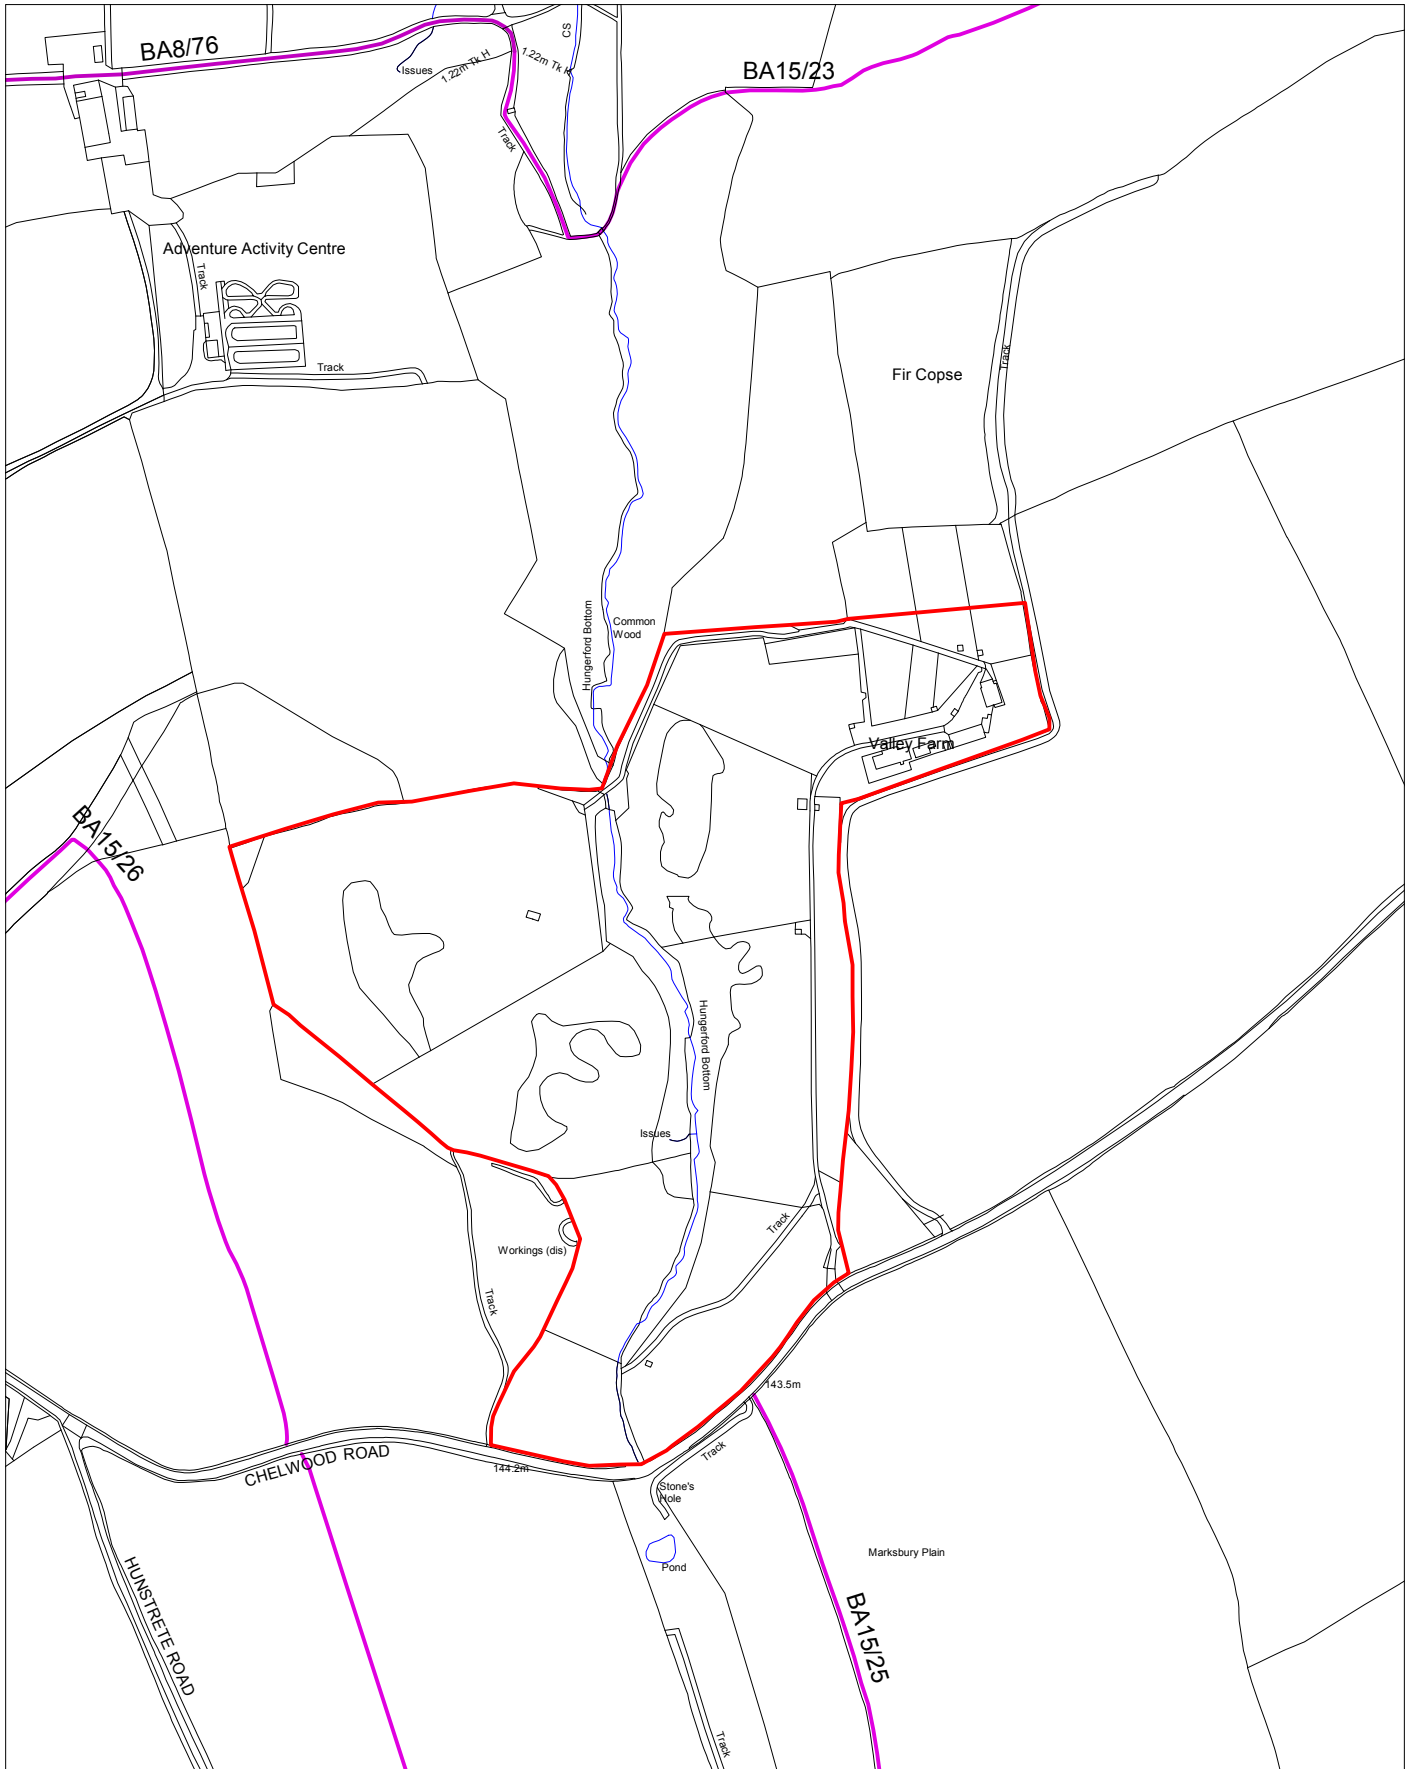 CS
BA8/76
Issues
1.22m Tk H
1.22m Tk H
BA15/23
Track
Adventure Activity Centre
Track
Track
Track
Fir Copse
Hungerford Bottom
Common
Wood
Valley Farm
BA15/26
Hungerford Bottom
Issues
Track
Workings (dis)
Track
143.5m
CHELWOOD ROAD
144.2m
Track
Stone's
Hole
Pond
Marksbury Plain
HUNSTRETE ROAD
BA15/25
Track